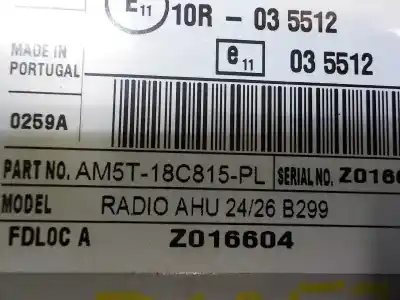 E11 10R - 03 5512
MADE IN
PORTUGAL
e11 03 5512
0259A
PART NO. AM5T-18C815-PL SERIAL NO. Z016
MODEL RADIO AHU 24/26 B299
FDL0C A Z016604